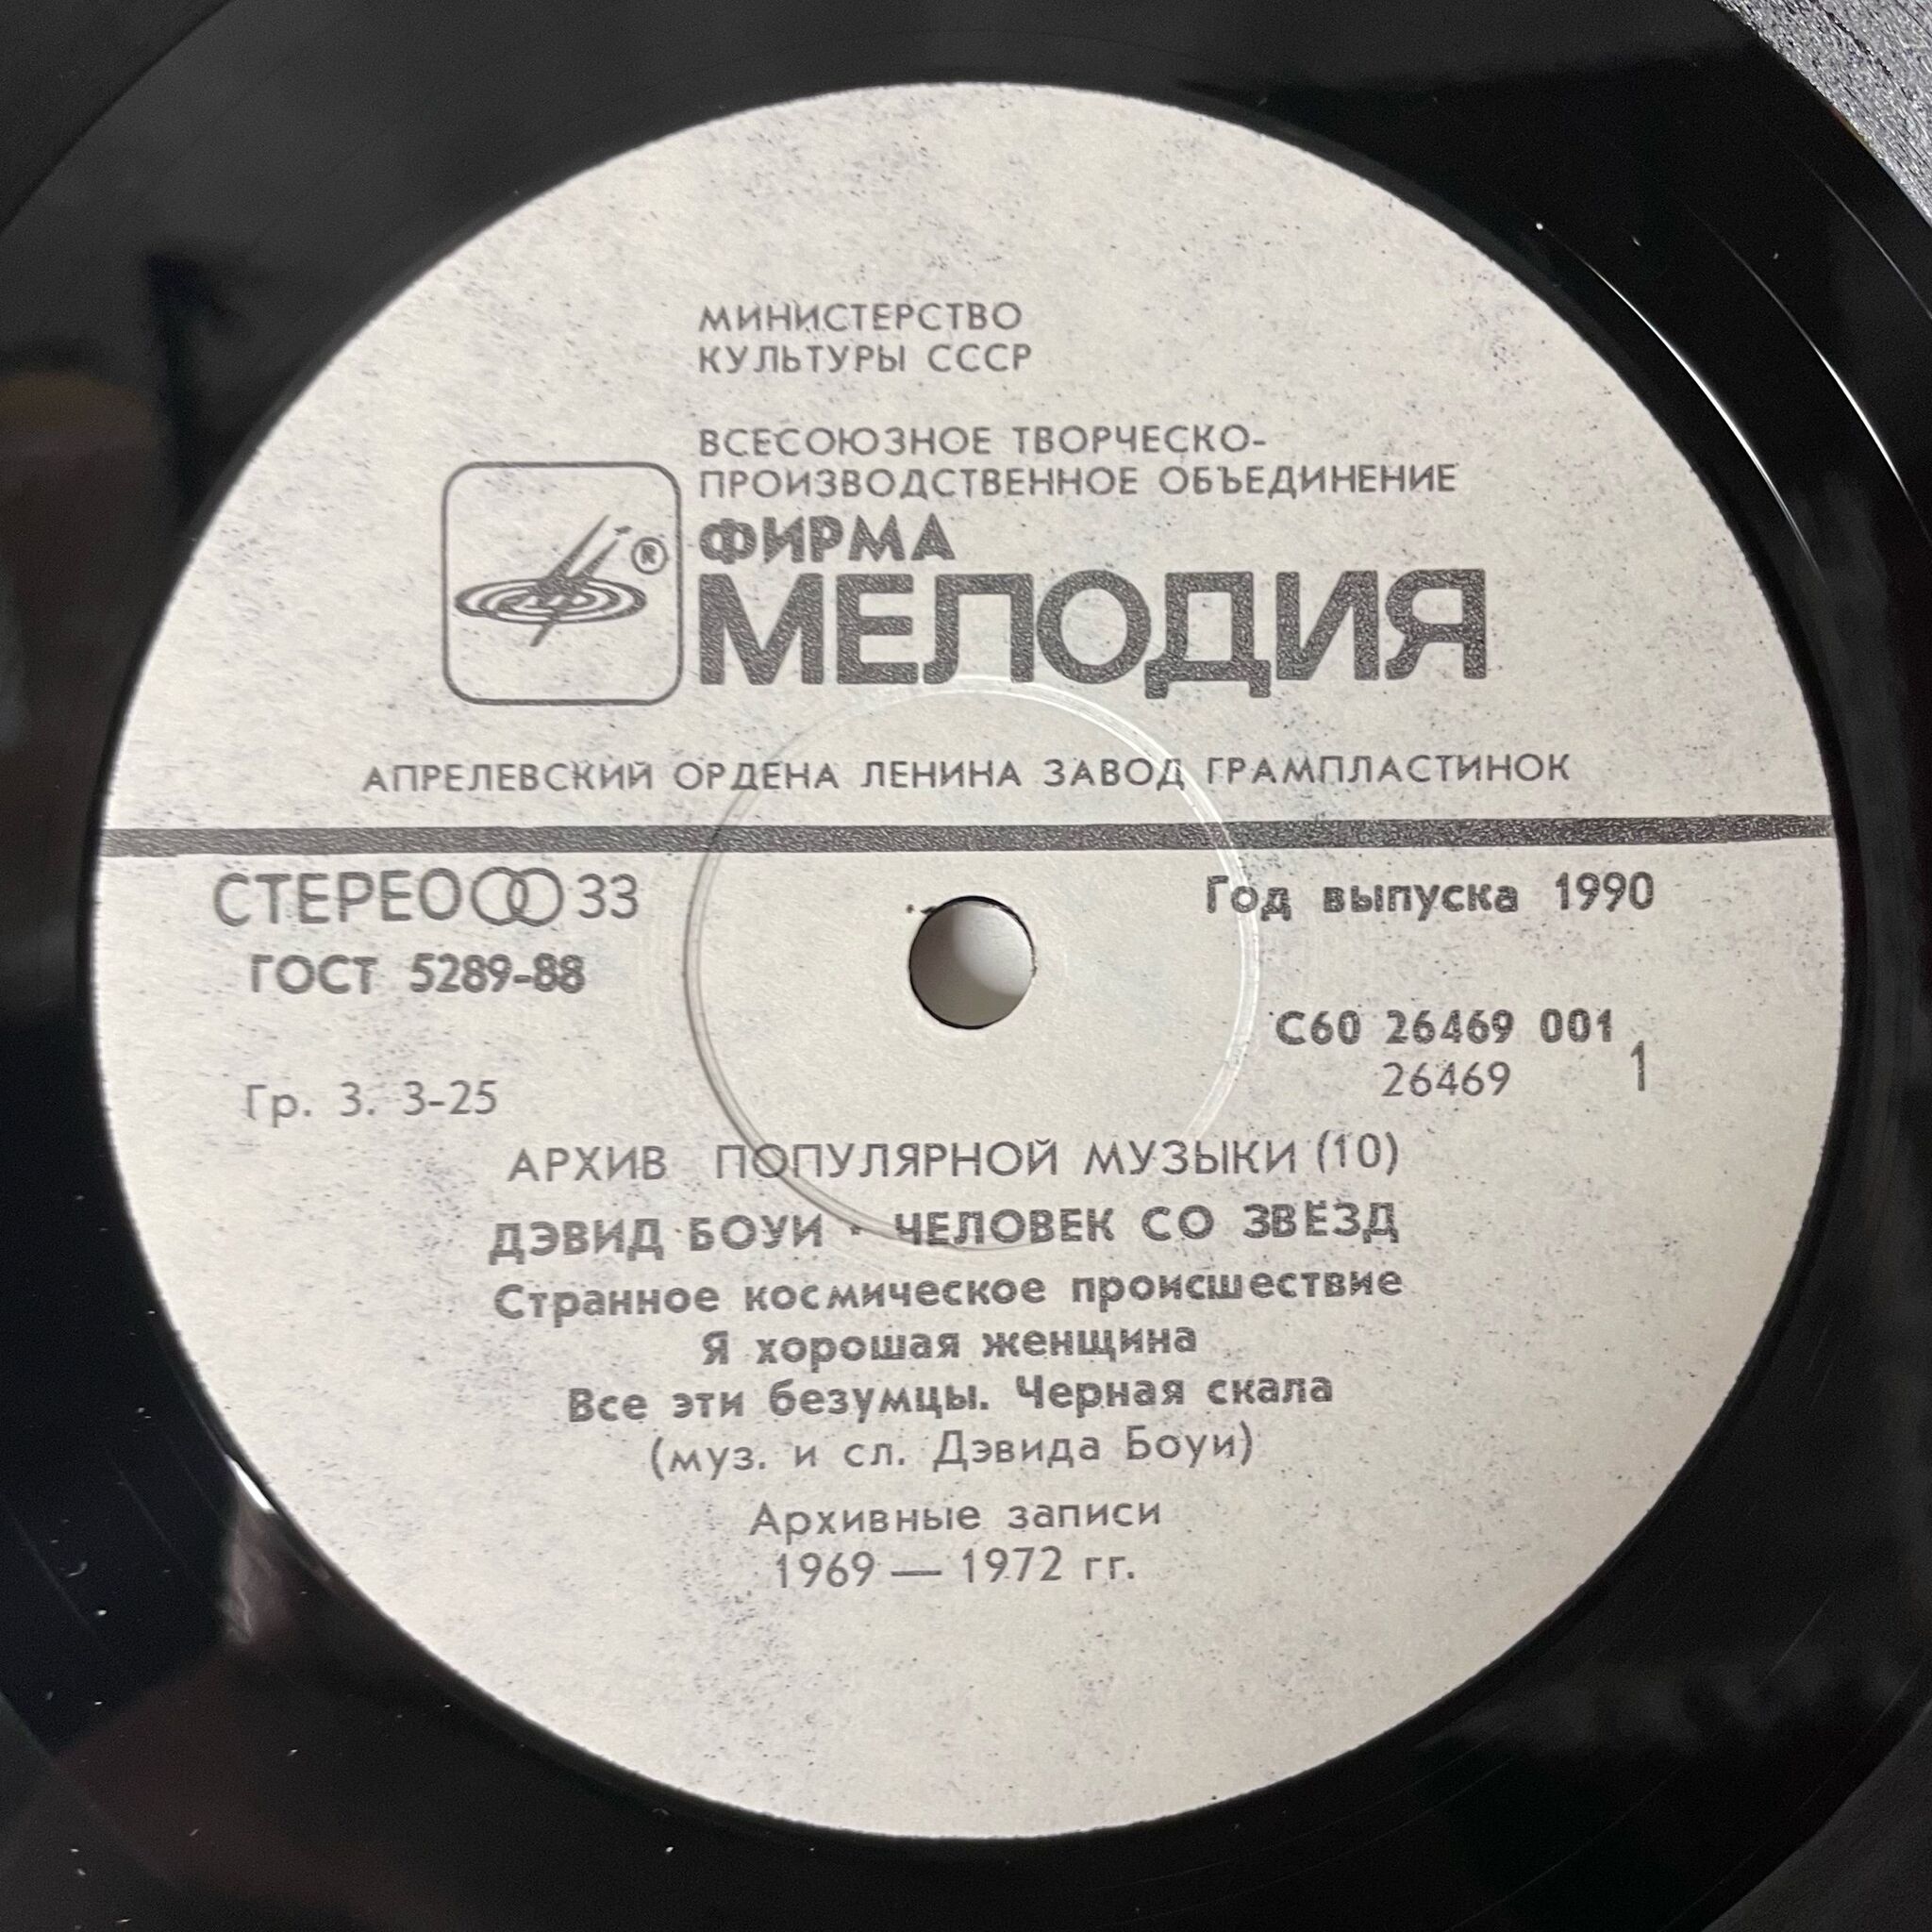 МИНИСТЕРСТВО
КУЛЬТУРЫ СССР
ВСЕСОЮЗНОЕ ТВОРЧЕСКО-
ПРОИЗВОДСТВЕННОЕ ОБЪЕДИНЕНИЕ
®
ФИРМА
МЕЛОДИЯ
АПРЕЛЕВСКИЙ ОРДЕНА ЛЕНИНА ЗАВОД ГРАМПЛАСТИНОК
СТЕРЕО 33
Год выпуска 1990
ГОСТ 5289-88
С60 26469 001
26469 1
Гр. 3. 3-25
АРХИВ ПОПУЛЯРНОЙ МУЗЫКИ (10)
ДЭВИД БОУИ · ЧЕЛОВЕК СО ЗВЕЗД
Странное космическое происшествие
Я хорошая женщина
Все эти безумцы. Черная скала
(муз. и сл. Дэвида Боуи)
Архивные записи
1969 — 1972 гг.